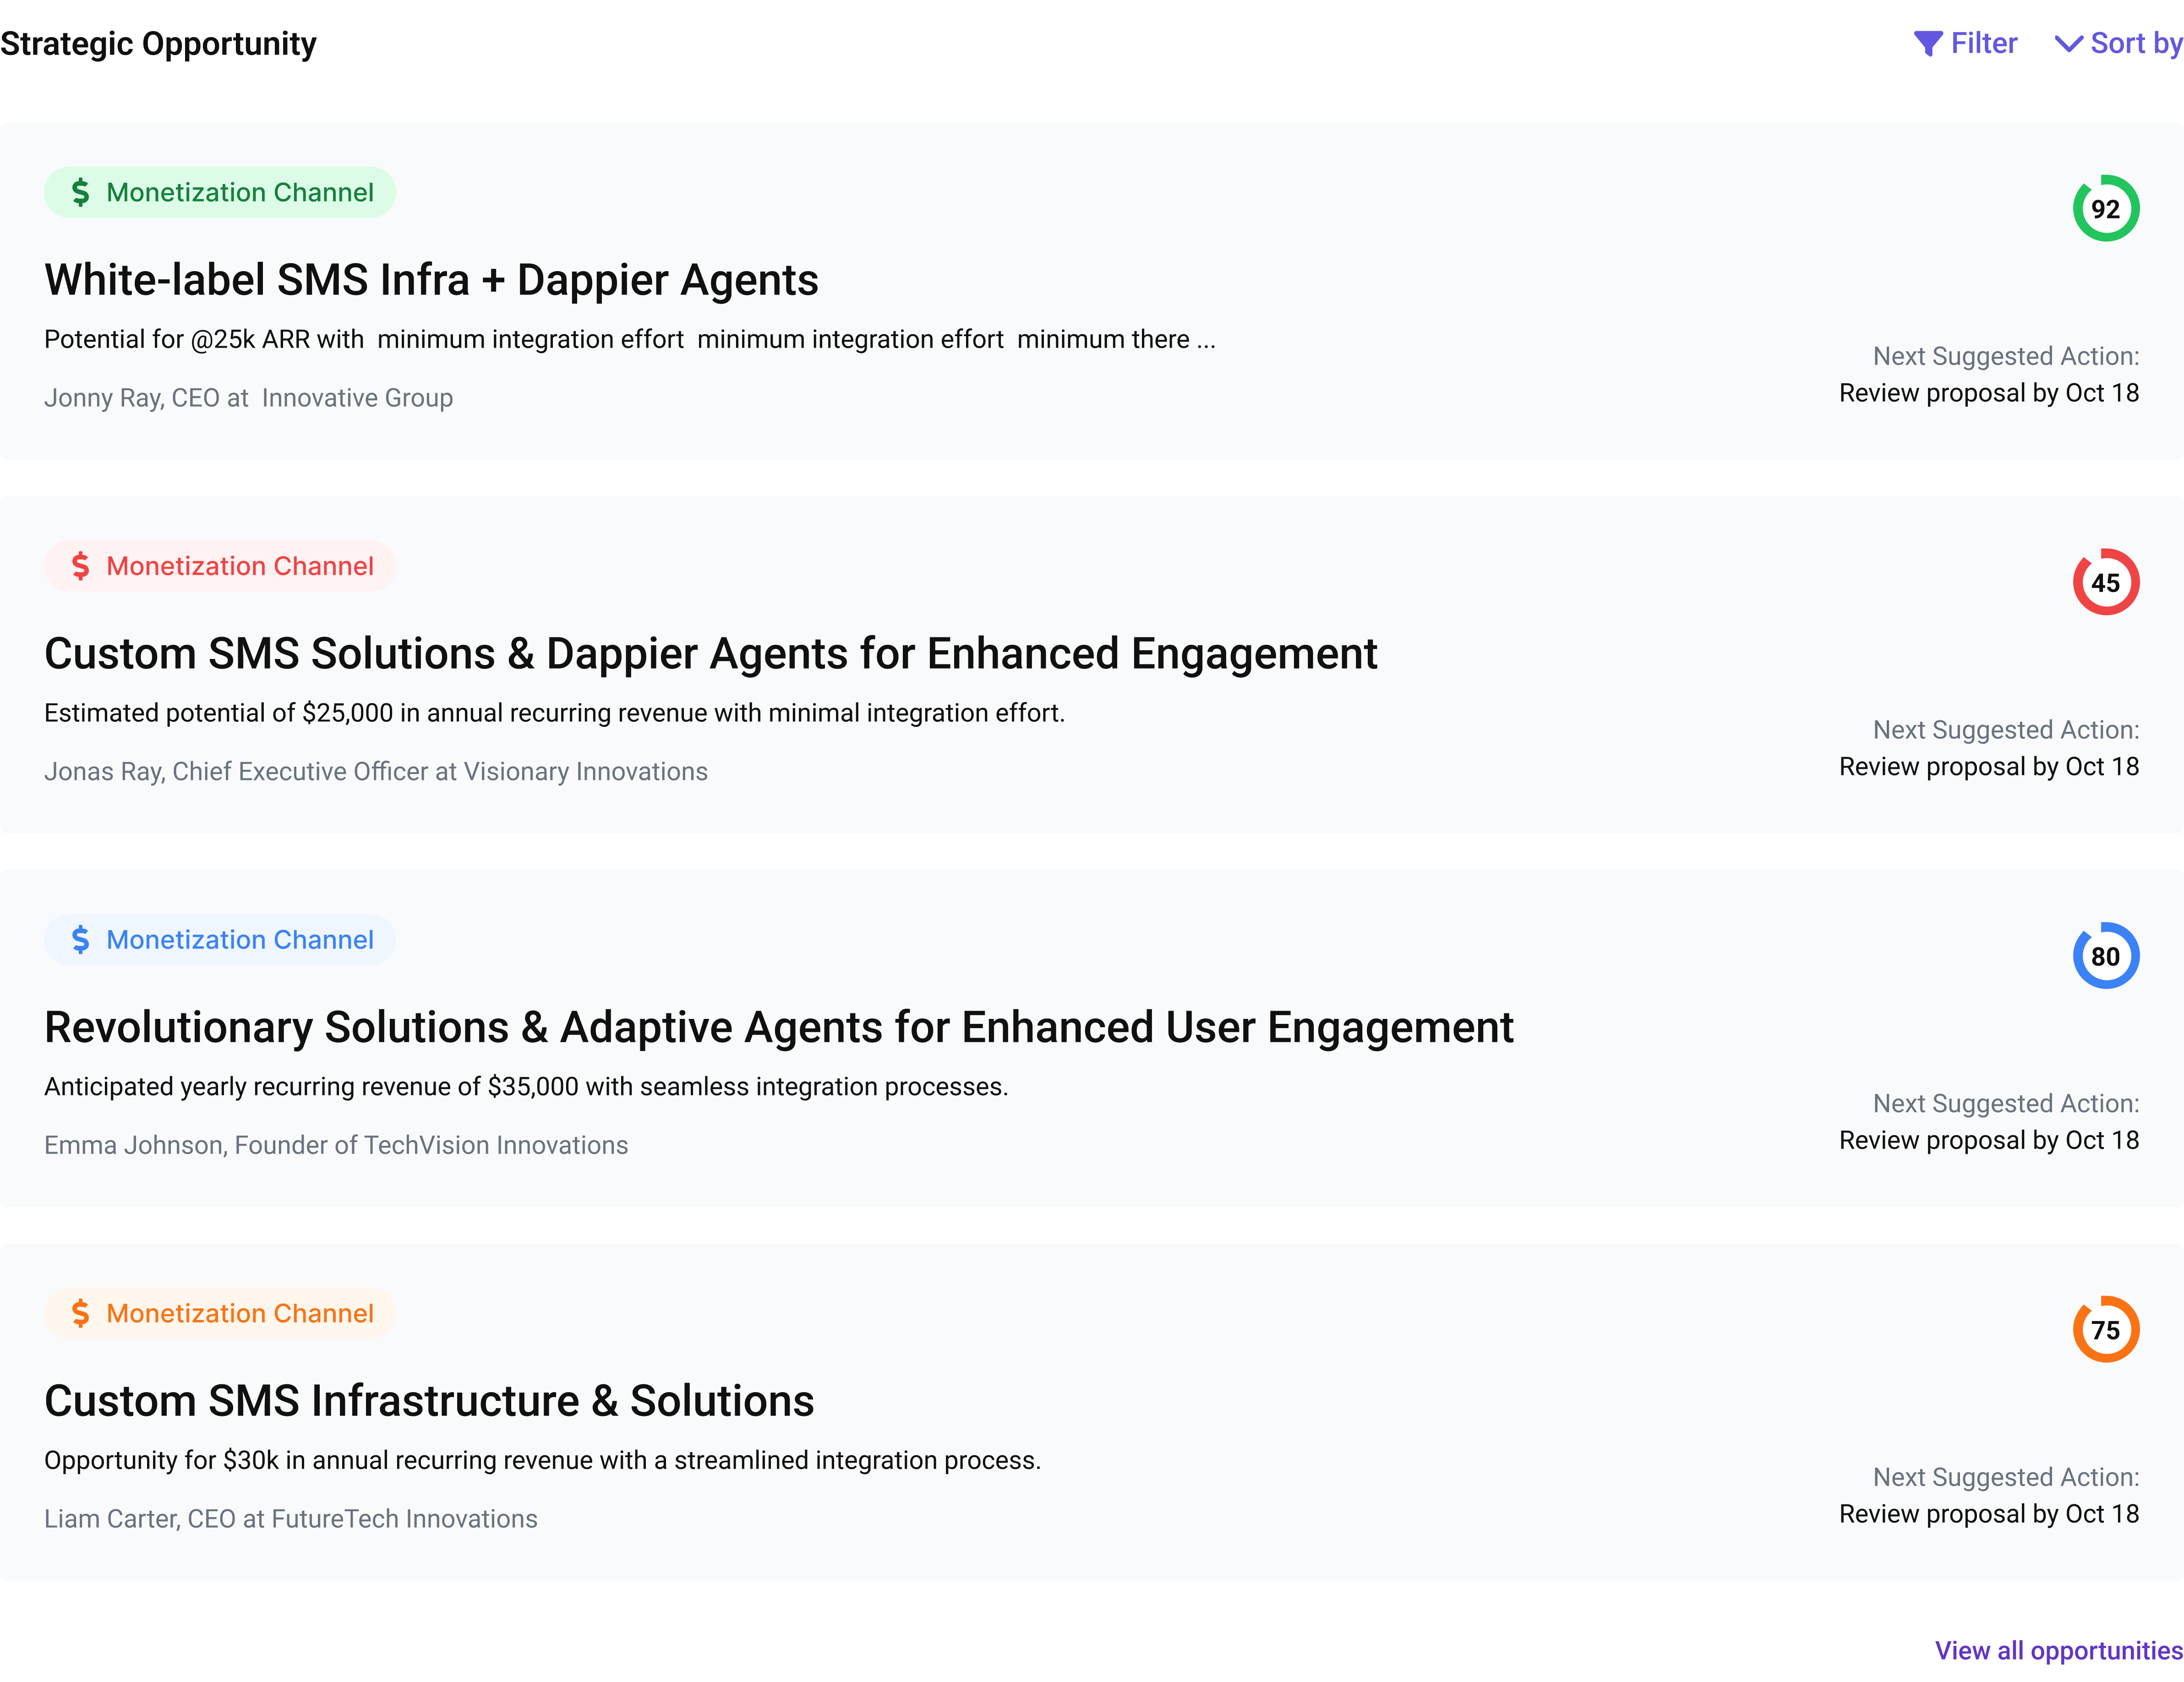 Strategic Opportunity
Filter
Sort by
$ Monetization Channel
92
White-label SMS Infra + Dappier Agents
Potential for @25k ARR with  minimum integration effort  minimum integration effort  minimum there ...
Jonny Ray, CEO at  Innovative Group
Next Suggested Action:
Review proposal by Oct 18
$ Monetization Channel
45
Custom SMS Solutions & Dappier Agents for Enhanced Engagement
Estimated potential of $25,000 in annual recurring revenue with minimal integration effort.
Jonas Ray, Chief Executive Officer at Visionary Innovations
Next Suggested Action:
Review proposal by Oct 18
$ Monetization Channel
80
Revolutionary Solutions & Adaptive Agents for Enhanced User Engagement
Anticipated yearly recurring revenue of $35,000 with seamless integration processes.
Emma Johnson, Founder of TechVision Innovations
Next Suggested Action:
Review proposal by Oct 18
$ Monetization Channel
75
Custom SMS Infrastructure & Solutions
Opportunity for $30k in annual recurring revenue with a streamlined integration process.
Liam Carter, CEO at FutureTech Innovations
Next Suggested Action:
Review proposal by Oct 18
View all opportunities